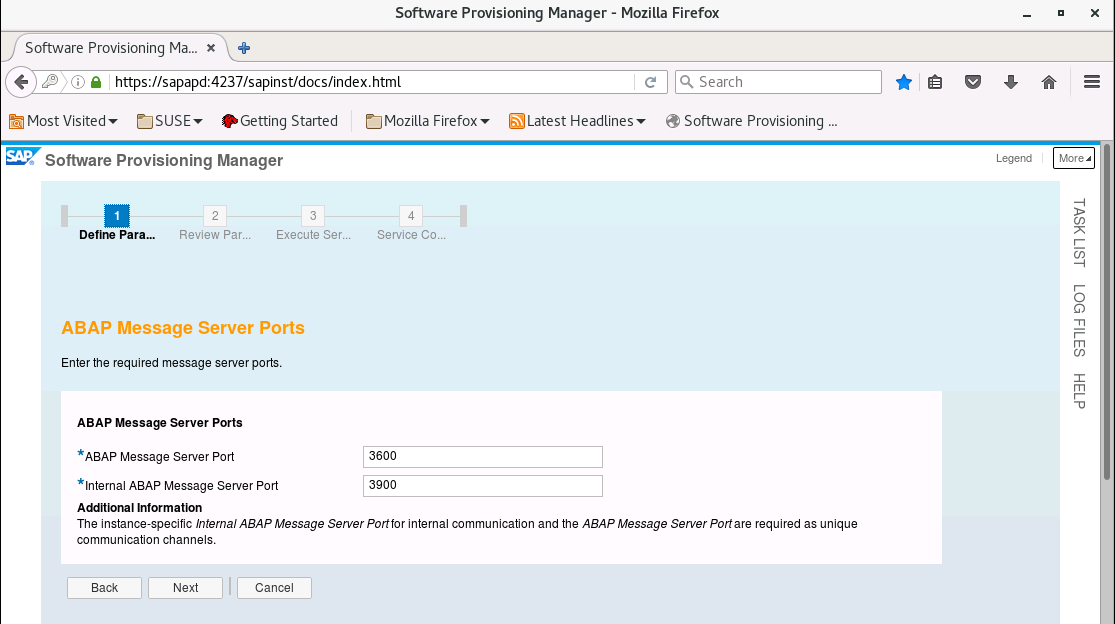 Software Provisioning Manager - Mozilla Firefox
Software Provisioning Ma...
https://sapapd:4237/sapinst/docs/index.html
Search
Most Visited
SUSE
Getting Started
Mozilla Firefox
Latest Headlines
Software Provisioning ...
SAP
Software Provisioning Manager
Legend
More
1
2
3
4
Define Para...
Review Par...
Execute Ser...
Service Co...
TASK LIST
LOG FILES
HELP
ABAP Message Server Ports
Enter the required message server ports.
ABAP Message Server Ports
*ABAP Message Server Port
3600
*Internal ABAP Message Server Port
3900
Additional Information
The instance-specific Internal ABAP Message Server Port for internal communication and the ABAP Message Server Port are required as unique
communication channels.
Back
Next
Cancel